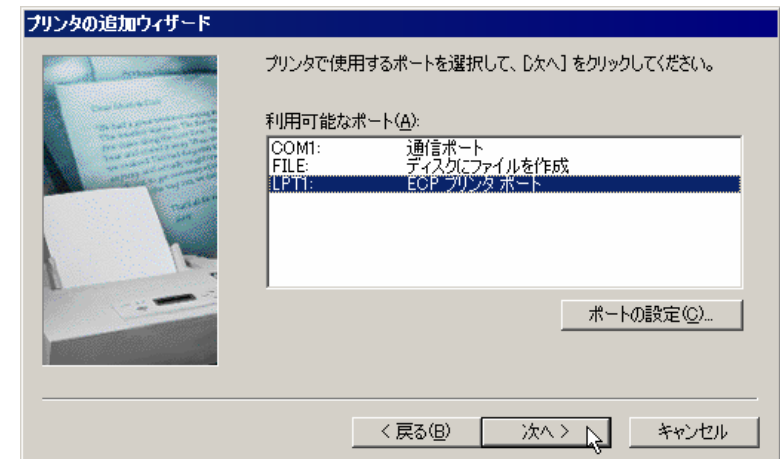 プリンタの追加ウィザード
プリンタで使用するポートを選択して、[次へ] をクリックしてください。
利用可能なポート(A):
COM1: 通信ポート
FILE: ディスクにファイルを作成
LPT1: ECP プリンタ ポート
ポートの設定(C)...
< 戻る(B)
次へ >
キャンセル